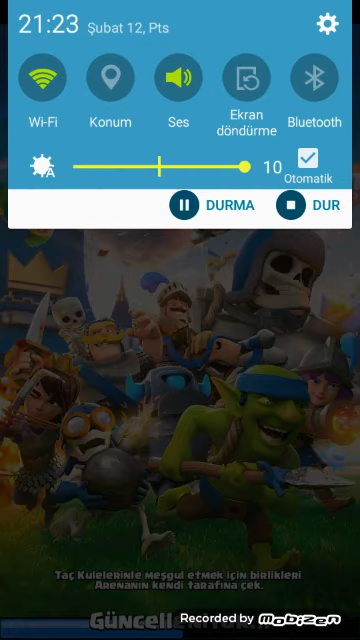 21:23 Şubat 12, Pts
Wi-Fi
Konum
Ses
Ekran
döndürme
Bluetooth
A
10
Otomatik
DURMA
DUR
Taç Kulelerinle meşgul etmek için birlikleri
Arenanın kendi tarafına çek.
Recorded by Mobizen